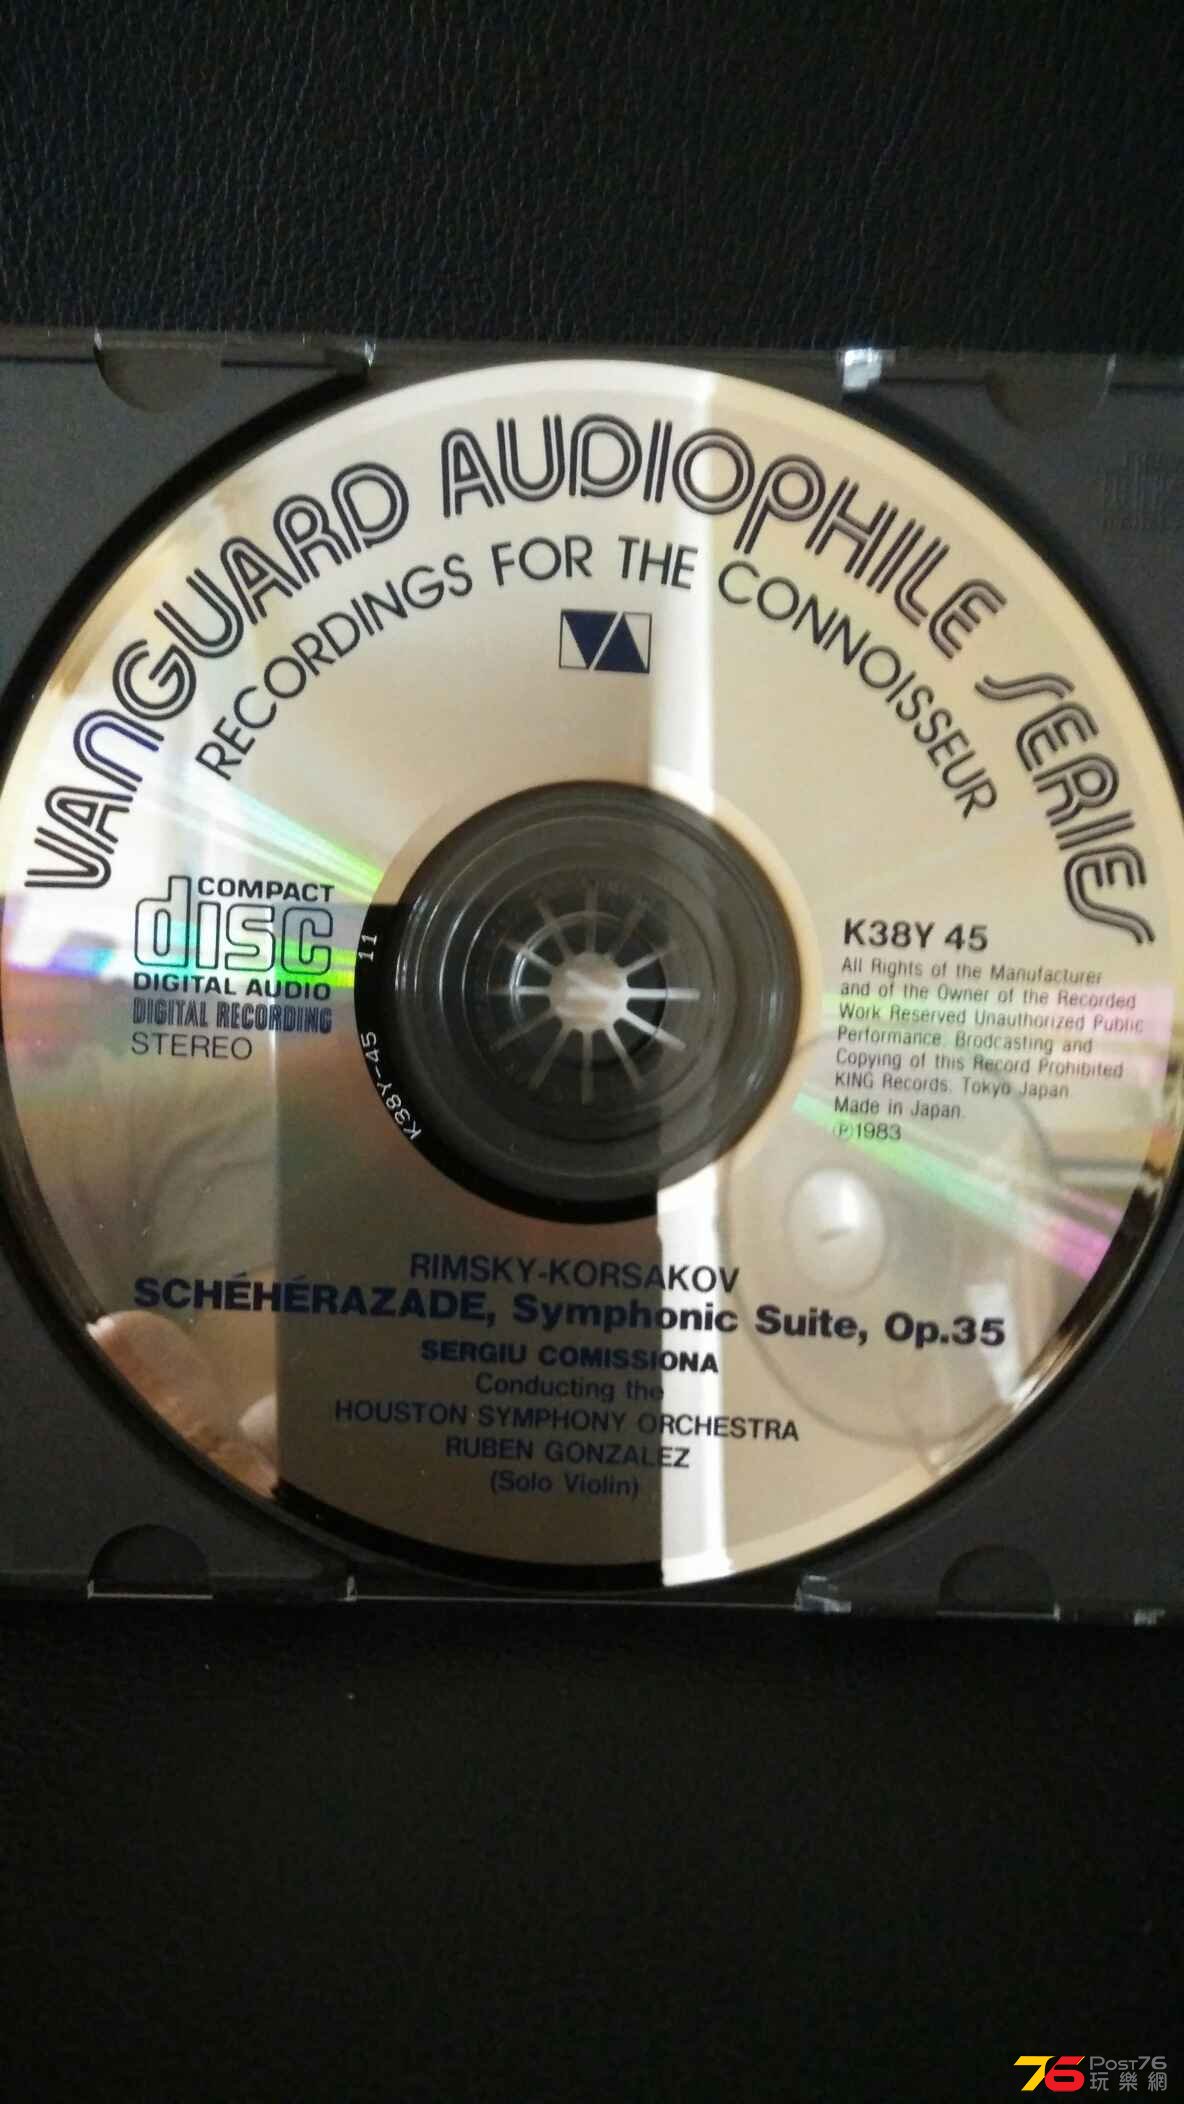 VANGUARD AUDIOPHILE SERIES
RECORDINGS FOR THE CONNOISSEUR
VA
COMPACT
disc
DIGITAL AUDIO
DIGITAL RECORDING
STEREO
K38Y-45 11
K38Y 45
All Rights of the Manufacturer
and of the Owner of the Recorded
Work Reserved Unauthorized Public
Performance. Brodcasting and
Copying of this Record Prohibited
KING Records. Tokyo Japan
Made in Japan.
Ⓟ1983
RIMSKY-KORSAKOV
SCHÉHÉRAZADE, Symphonic Suite, Op.35
SERGIU COMISSIONA
Conducting the
HOUSTON SYMPHONY ORCHESTRA
RUBEN GONZALEZ
(Solo Violin)
76 POST76
玩樂網